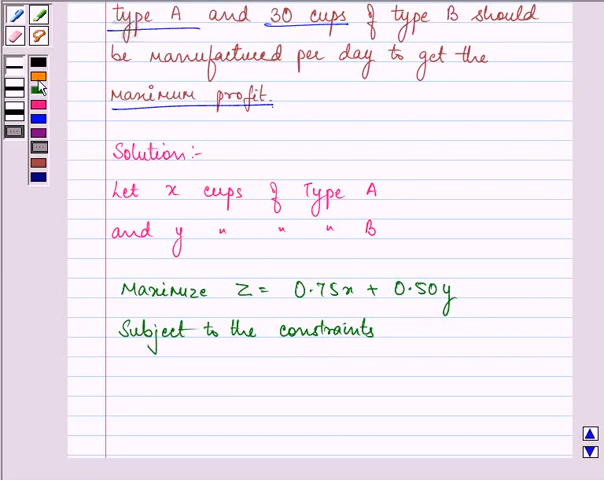 type A and 30 cups of type B should
be manufactured per day to get the
maximum profit.
Solution:-
Let x cups of Type A
and y " " " B
Maximize Z = 0.75x + 0.50y
Subject to the constraints